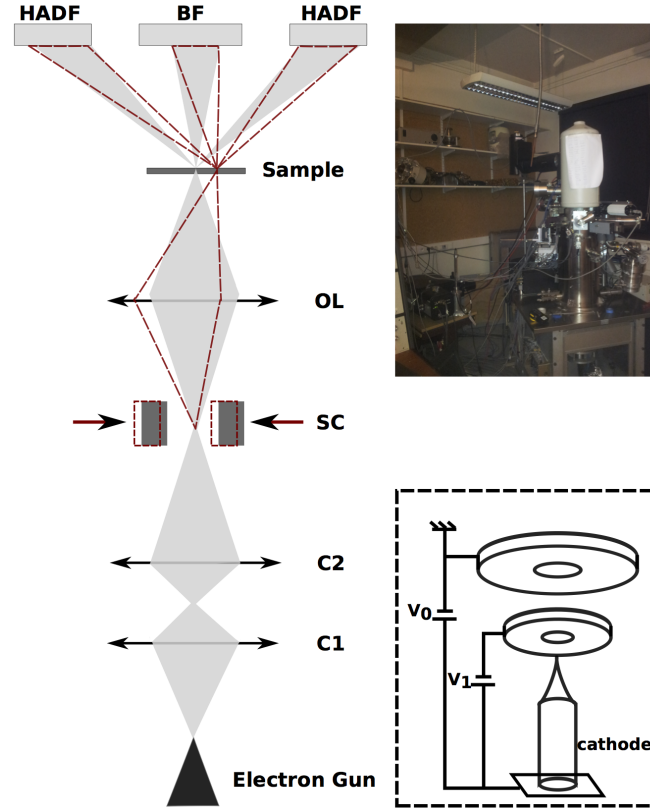 HADF
BF
HADF
Sample
OL
SC
C2
C1
Electron Gun
V0
V1
cathode